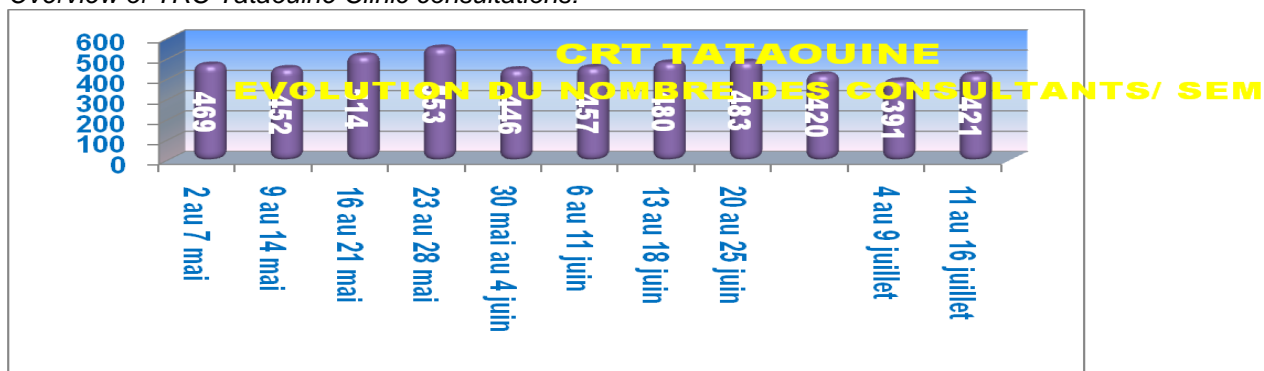 Overview of TRC Tataouine Clinic consultations.
CRT TATAOUINE
EVOLUTION DU NOMBRE DES CONSULTANTS/ SEM
600
500
400
300
200
100
0
469
452
514
553
446
457
480
483
420
391
421
2 au 7 mai
9 au 14 mai
16 au 21 mai
23 au 28 mai
30 mai au 4 juin
6 au 11 juin
13 au 18 juin
20 au 25 juin
4 au 9 juillet
11 au 16 juillet